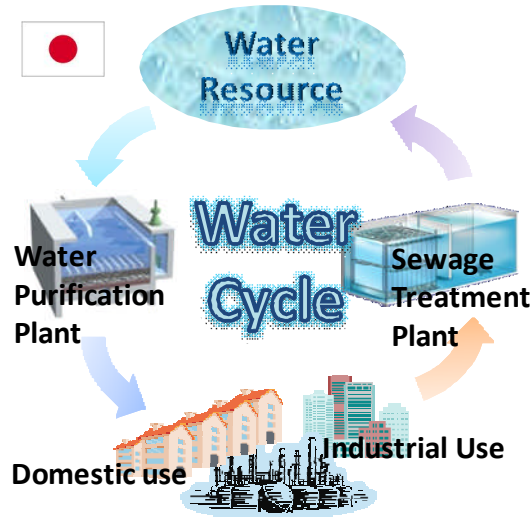 Water
Resource
Water
Purification
Plant
Water
Cycle
Sewage
Treatment
Plant
Domestic use
Industrial Use